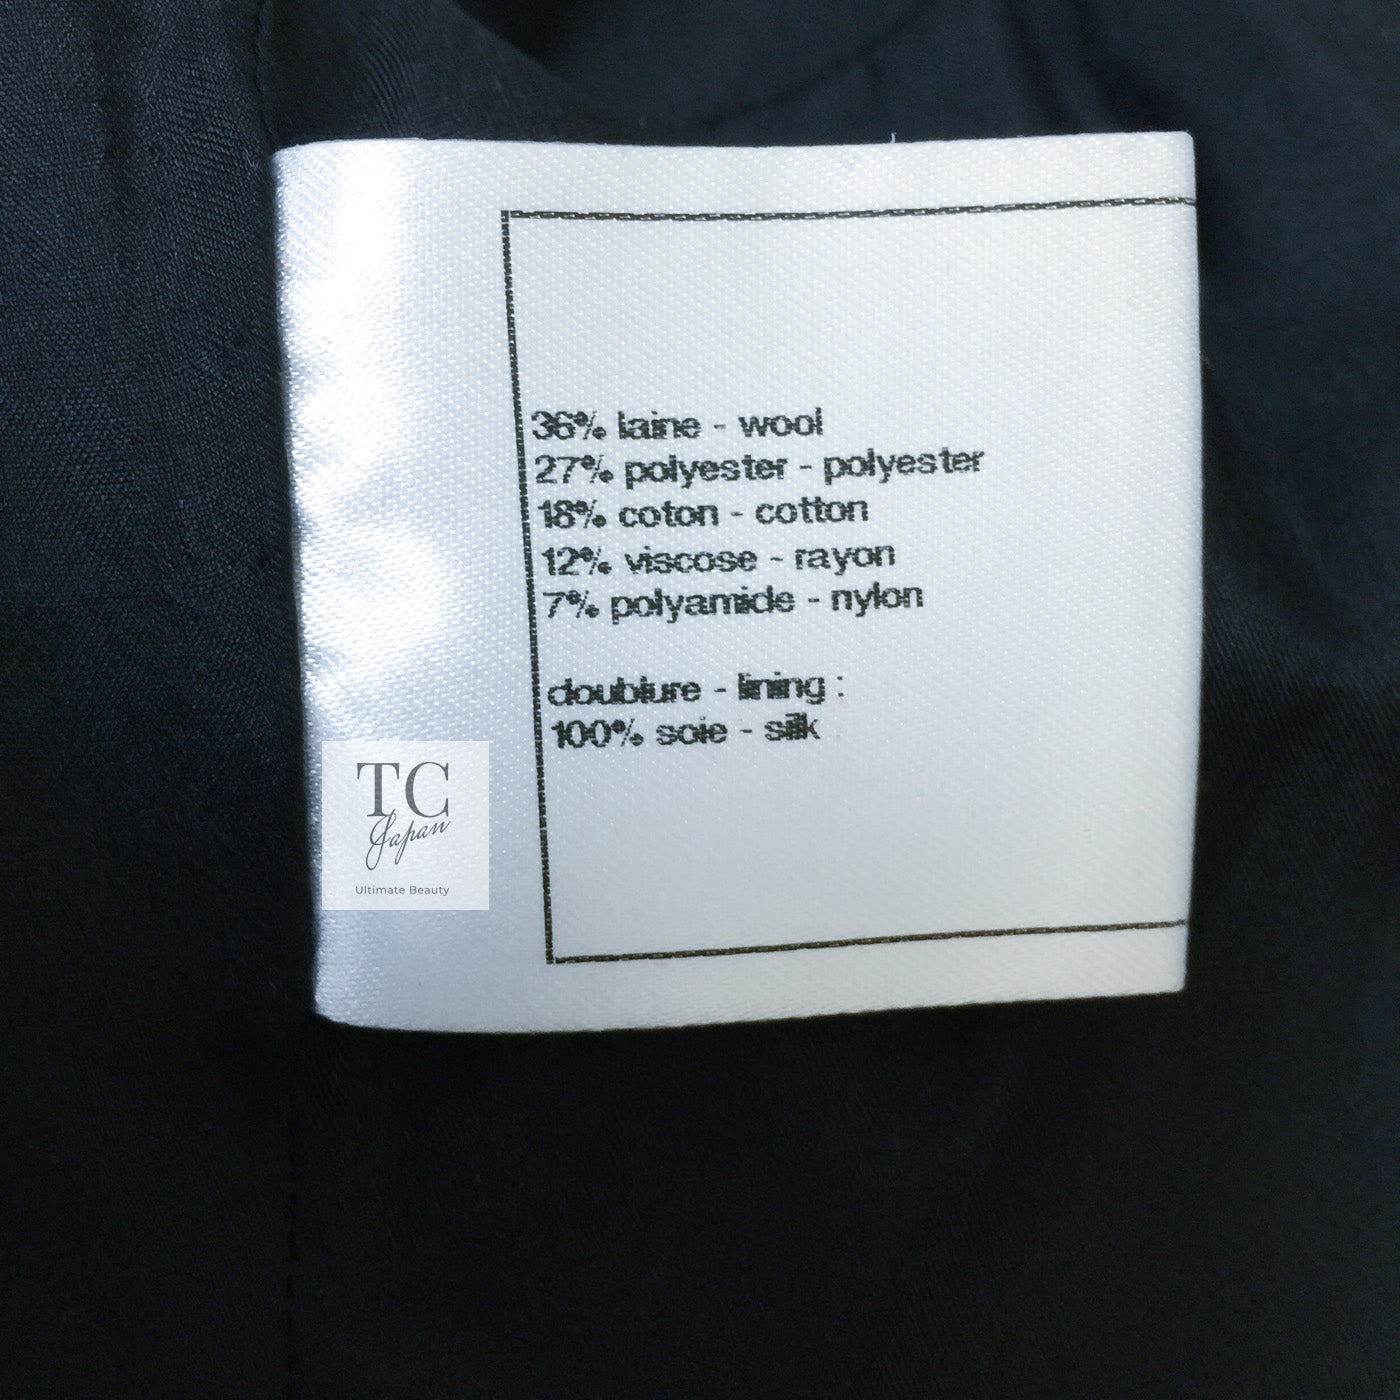 36% laine - wool
27% polyester - polyester
18% coton - cotton
12% viscose - rayon
7% polyamide - nylon
doublure - lining :
100% soie - silk
TC
Japan
Ultimate Beauty